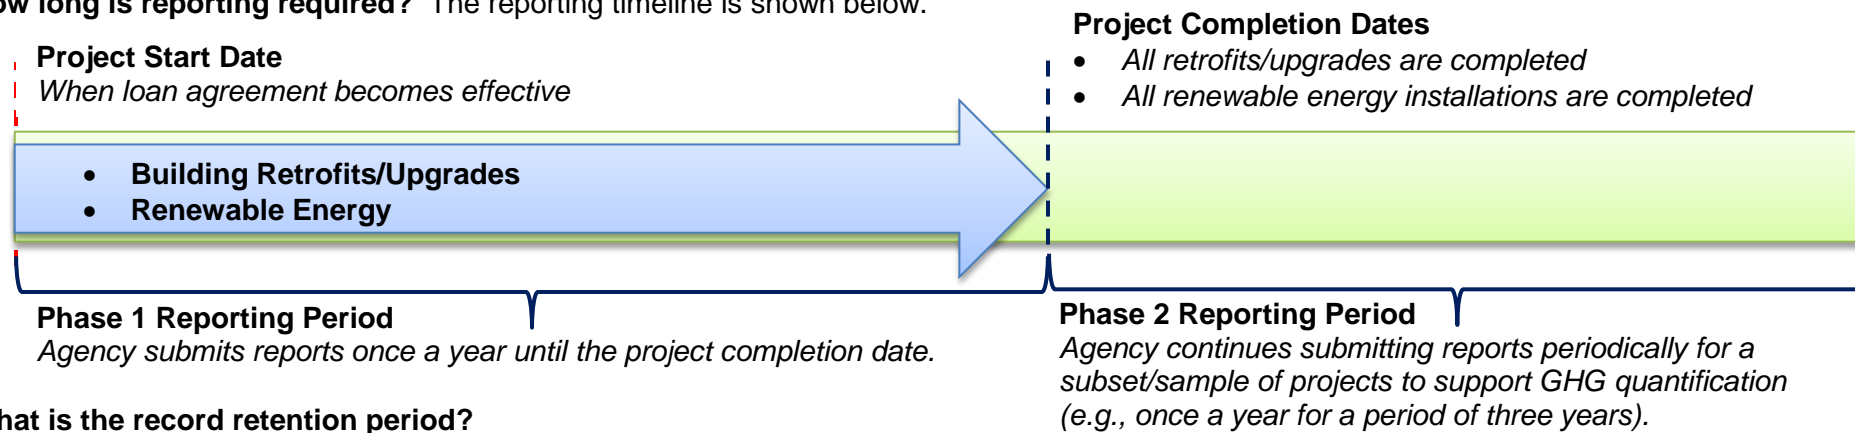 ow long is reporting required? The reporting timeline is shown below.
Project Start Date
When loan agreement becomes effective
Project Completion Dates
• All retrofits/upgrades are completed
• All renewable energy installations are completed
• Building Retrofits/Upgrades
• Renewable Energy
Phase 1 Reporting Period
Agency submits reports once a year until the project completion date.
Phase 2 Reporting Period
Agency continues submitting reports periodically for a
subset/sample of projects to support GHG quantification
(e.g., once a year for a period of three years).
hat is the record retention period?